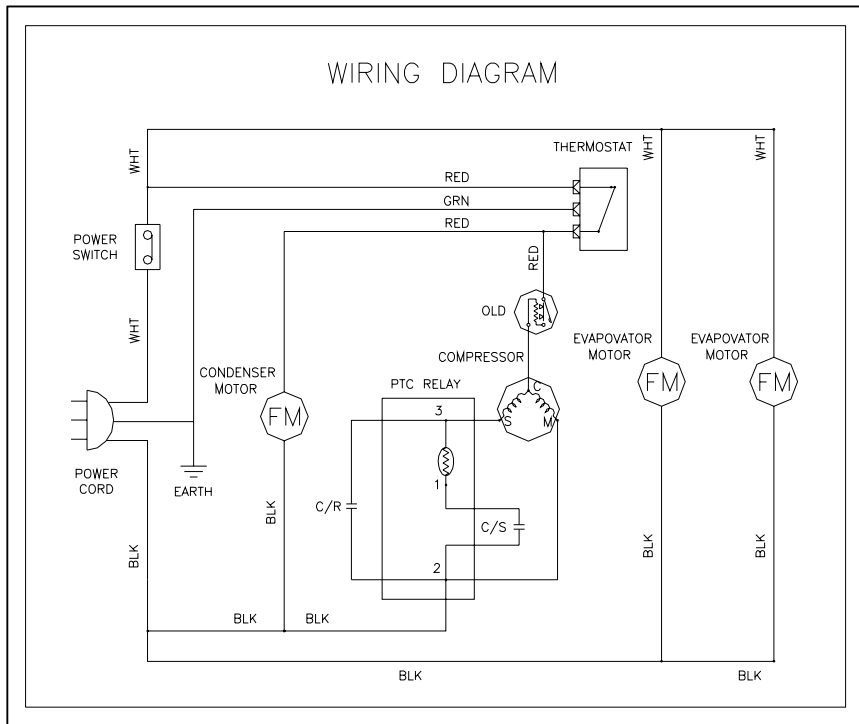 WIRING DIAGRAM
THERMOSTAT
WHT
WHT
WHT
RED
GRN
RED
POWER
SWITCH
RED
OLD
WHT
COMPRESSOR
EVAPOVATOR
MOTOR
EVAPOVATOR
MOTOR
CONDENSER
MOTOR
PTC RELAY
C
FM
FM
FM
3
S
M
POWER
CORD
EARTH
1
C/R
C/S
BLK
BLK
BLK
BLK
2
BLK
BLK
BLK
BLK